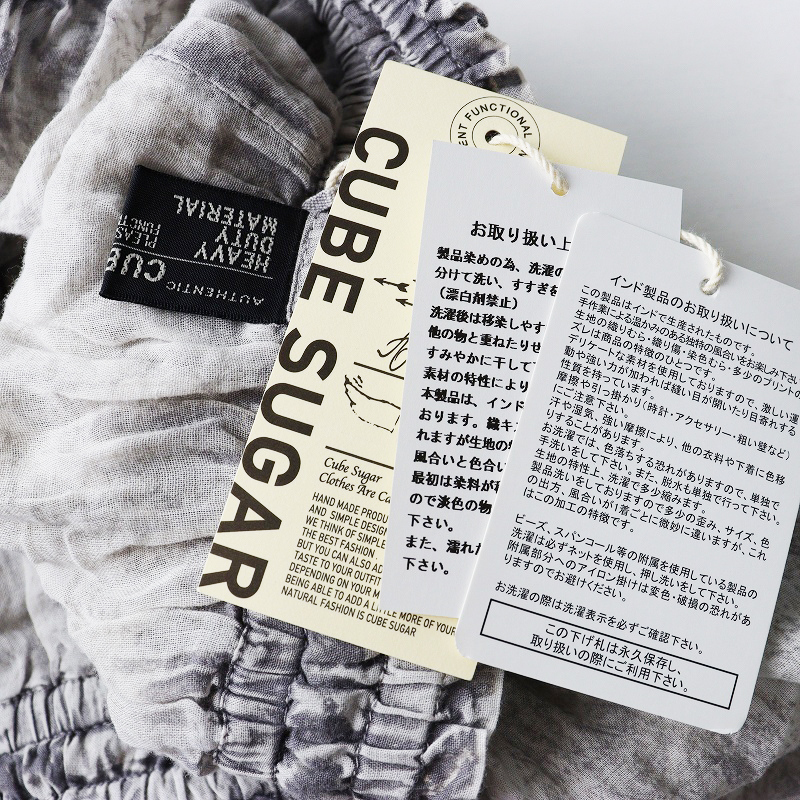 AUTHENTIC
CUBE
PLEAS
FUNCTI
HEAVY
DUTY
MATERIAL
ENT FUNCTIONAL
CUBE SUGAR
Cube Sugar
Clothes Are Ca
HAND MADE PRODU
AND SIMPLE DESIG
WE THINK OF SIMPLE
THE BEST FASHION
BUT YOU CAN ALSO AC
TASTE TO YOUR OUTFIT
DEPENDING ON YOUR M
BEING ABLE TO ADD A LITTLE MORE OF YOUR
NATURAL FASHION IS CUBE SUGAR
お取り扱い上
製品染めの為、洗濯の
分けて洗い、すすぎを
(漂白剤禁止)
洗濯後は移染しやす
他の物と重ねたりせ
すみやかに干して
素材の特性により
本製品は、インド
おります。織キズ
れますが生地の特
風合いと色合い
最初は染料が
ので淡色の物
下さい。
また、濡れた
下さい。
インド製品のお取り扱いについて
この製品はインドで生産されたものです。
手作業による温かみのある独特の風合いをお楽しみ下さい
生地の織りむら・織り傷・染色むら・多少のプリントの
ズレは商品の特徴のひとつです。
デリケートな素材を使用しておりますので、激しい運
動や強い力が加われば縫い目が開いたり目寄れする
性質を持っています。
摩擦や引っ掛かり(時計・アクセサリー・粗い壁など)
にご注意下さい。
汗や湿気、強い摩擦により、他の衣料や下着に色移
りすることがあります。
お洗濯では、色落ちする恐れがありますので、単独で
手洗いをして下さい。また、脱水も単独で行って下さい。
生地の特性上、洗濯で多少縮みます。
製品洗いをしておりますので多少の歪み、サイズ、色
の出方、風合いが1着ごとに微妙に違いますが、これ
はこの加工の特徴です。
ビーズ、スパンコール等の附属を使用している製品の
洗濯は必ずネットを使用し、押し洗いをして下さい。
附属部分へのアイロン掛けは変色・破損の恐れがあ
りますのでお避けください。
お洗濯の際は洗濯表示を必ずご確認下さい。
この下げ札は永久保存し、
取り扱いの際にご利用下さい。